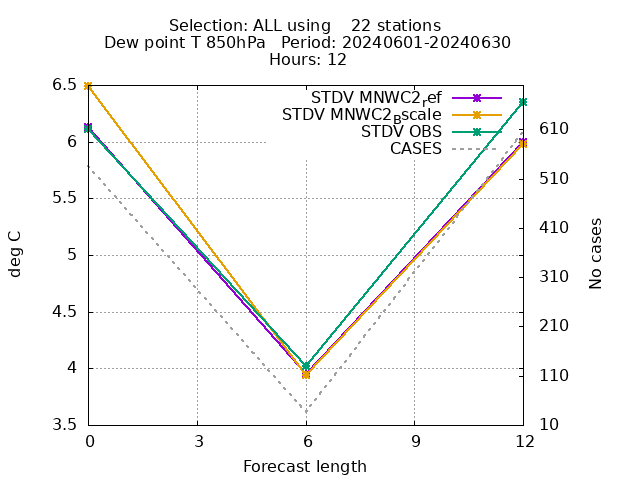 Selection: ALL using    22 stations
Dew point T 850hPa   Period: 20240601-20240630
Hours: 12
STDV MNWC2ref
STDV MNWC2Bscale
STDV OBS
CASES
6.5
6
5.5
5
4.5
4
3.5
610
510
410
310
210
110
10
deg C
No cases
0 3 6 9 12
Forecast length